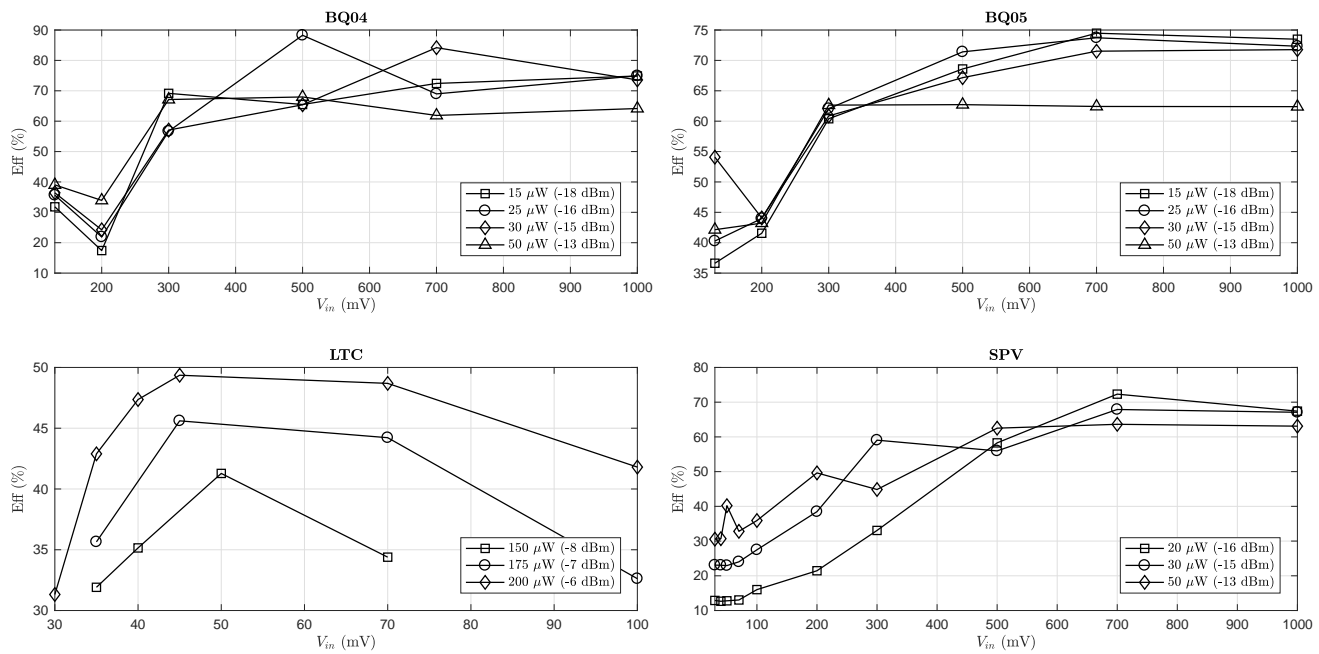 BQ04
90
80
70
60
50
40
30
20
10
Eff (%)
200 300 400 500 600 700 800 900 1000
V_in (mV)
15 µW (-18 dBm)
25 µW (-16 dBm)
30 µW (-15 dBm)
50 µW (-13 dBm)
BQ05
75
70
65
60
55
50
45
40
35
Eff (%)
200 300 400 500 600 700 800 900 1000
V_in (mV)
15 µW (-18 dBm)
25 µW (-16 dBm)
30 µW (-15 dBm)
50 µW (-13 dBm)
LTC
50
45
40
35
30
Eff (%)
30 40 50 60 70 80 90 100
V_in (mV)
150 µW (-8 dBm)
175 µW (-7 dBm)
200 µW (-6 dBm)
SPV
80
70
60
50
40
30
20
10
Eff (%)
100 200 300 400 500 600 700 800 900 1000
V_in (mV)
20 µW (-16 dBm)
30 µW (-15 dBm)
50 µW (-13 dBm)